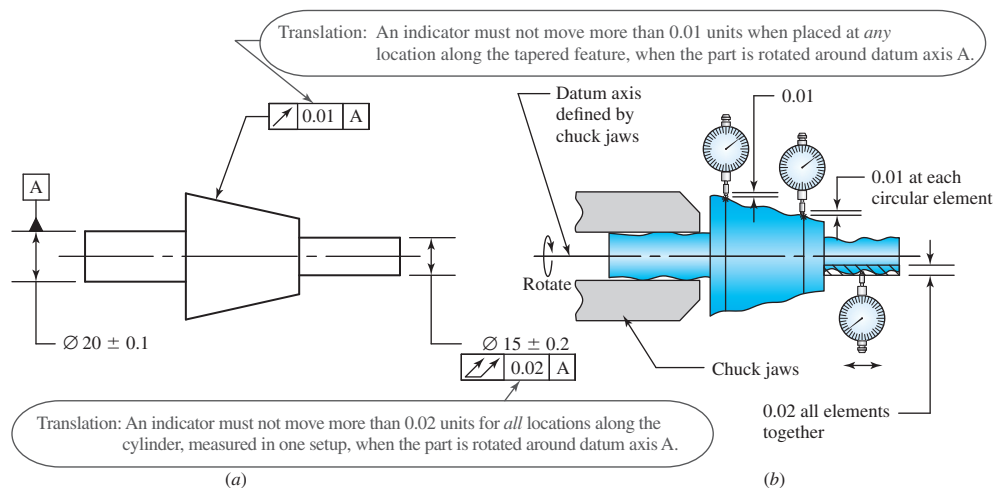 Translation: An indicator must not move more than 0.01 units when placed at any
location along the tapered feature, when the part is rotated around datum axis A.
0.01 A
A
Ø 20 ± 0.1
Ø 15 ± 0.2
0.02 A
Translation: An indicator must not move more than 0.02 units for all locations along the
cylinder, measured in one setup, when the part is rotated around datum axis A.
(a)
Datum axis
defined by
chuck jaws
0.01
0.01 at each
circular element
Rotate
Chuck jaws
0.02 all elements
together
(b)